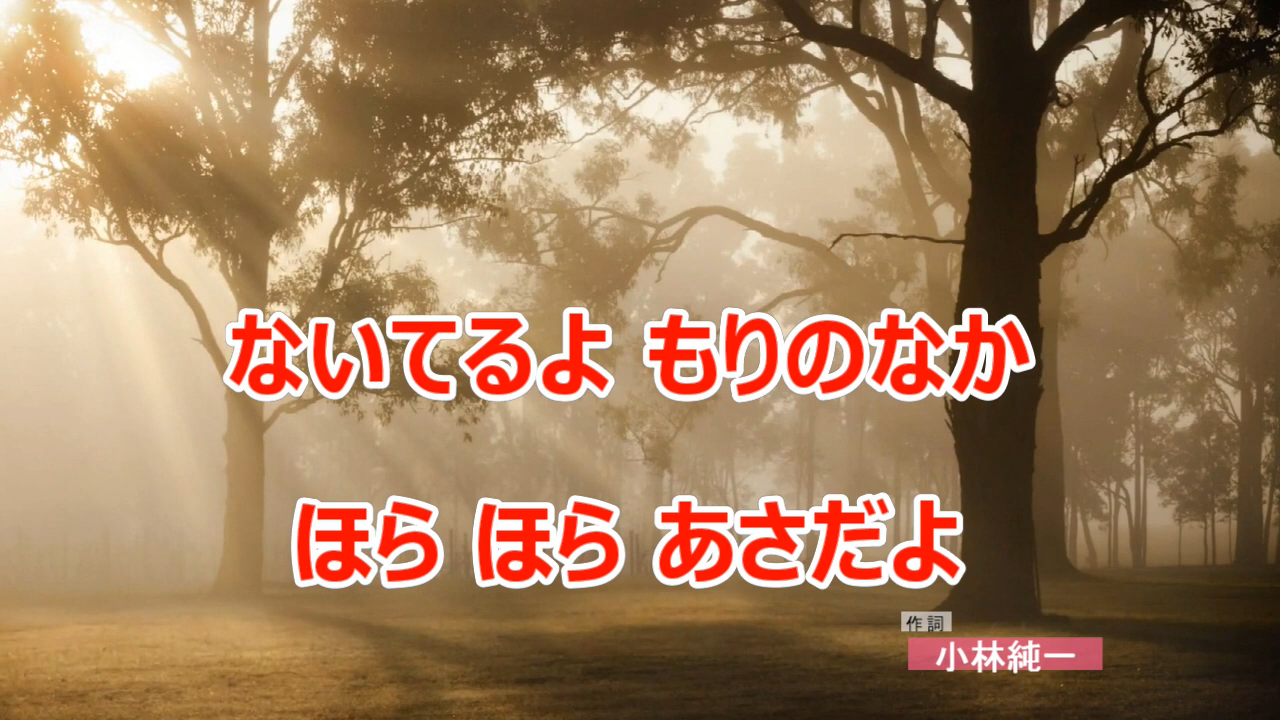 ないてるよ もりのなか
ほら ほら あさだよ
作詞
小林純一